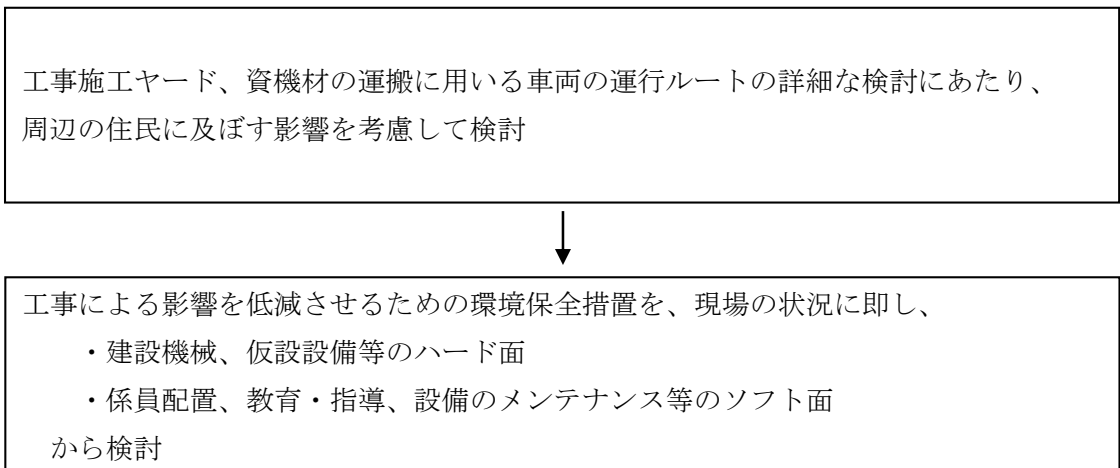 工事施工ヤード、資機材の運搬に用いる車両の運行ルートの詳細な検討にあたり、
周辺の住民に及ぼす影響を考慮して検討
工事による影響を低減させるための環境保全措置を、現場の状況に即し、
・建設機械、仮設設備等のハード面
・係員配置、教育・指導、設備のメンテナンス等のソフト面
から検討